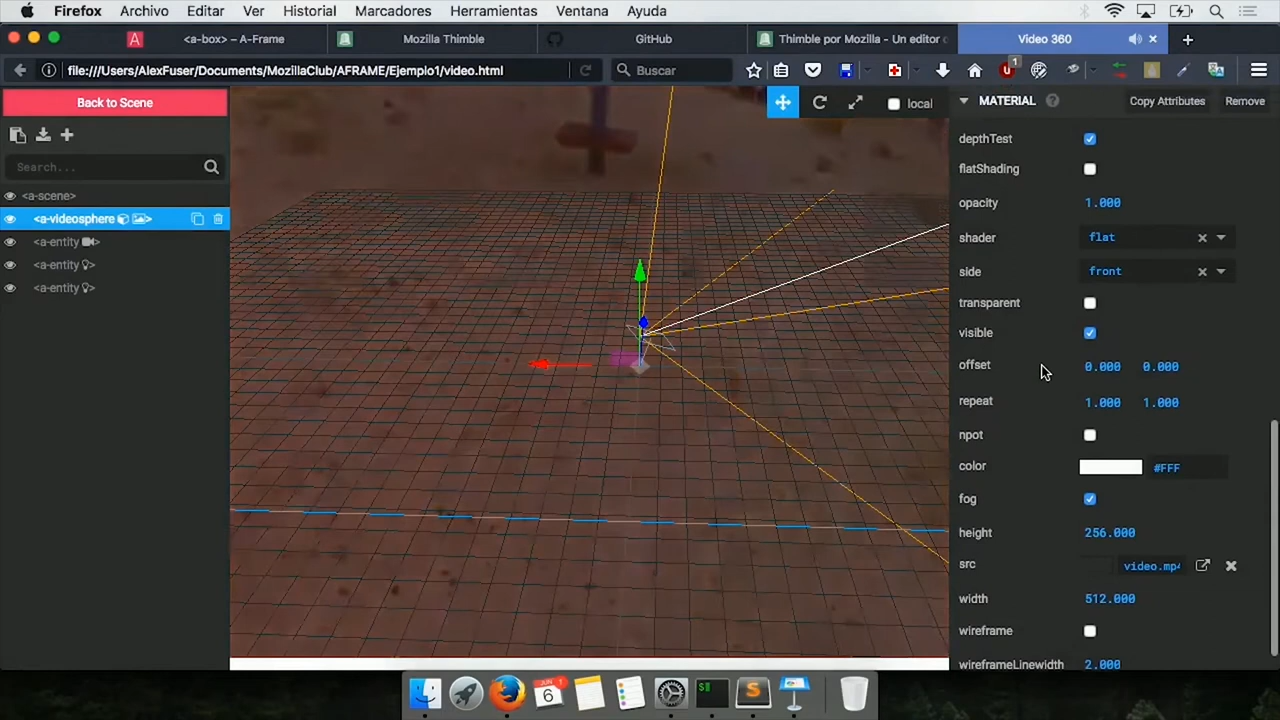 Firefox Archivo Editar Ver Historial Marcadores Herramientas Ventana Ayuda
<a-box> – A-Frame
Mozilla Thimble
GitHub
Thimble por Mozilla - Un editor d
Video 360
file:///Users/AlexFuser/Documents/MozillaClub/AFRAME/Ejemplo1/video.html
Buscar
1
Back to Scene
local
MATERIAL
Copy Attributes
Remove
Search...
<a-scene>
<a-videosphere >
<a-entity
<a-entity >
<a-entity >
depthTest
flatShading
opacity 1.000
shader flat
side front
transparent
visible
offset 0.000 0.000
repeat 1.000 1.000
npot
color #FFF
fog
height 256.000
src video.mp4
width 512.000
wireframe
wireframeLinewidth 2.000
JUN 1
6
$
S